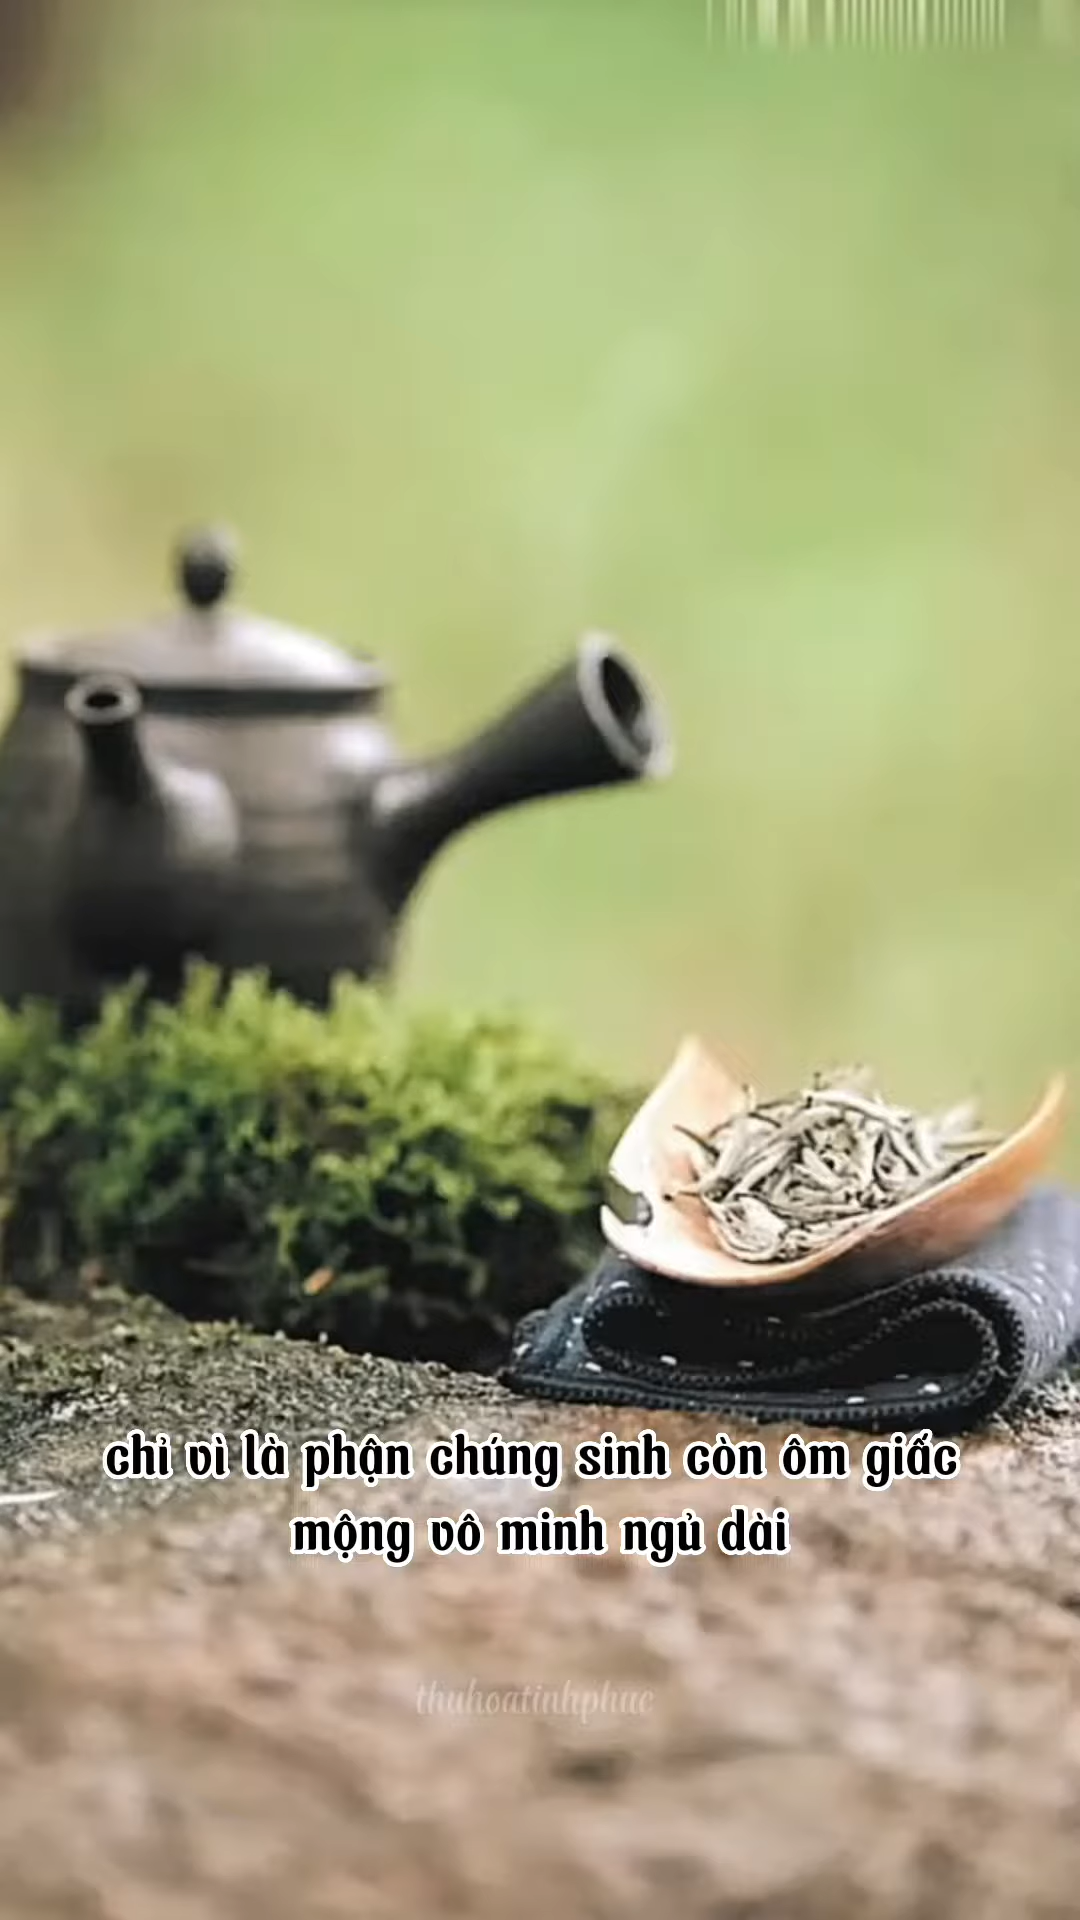 chỉ vì là phận chúng sinh còn ôm giấc
mộng vô minh ngủ dài
thuhoatinhphuc